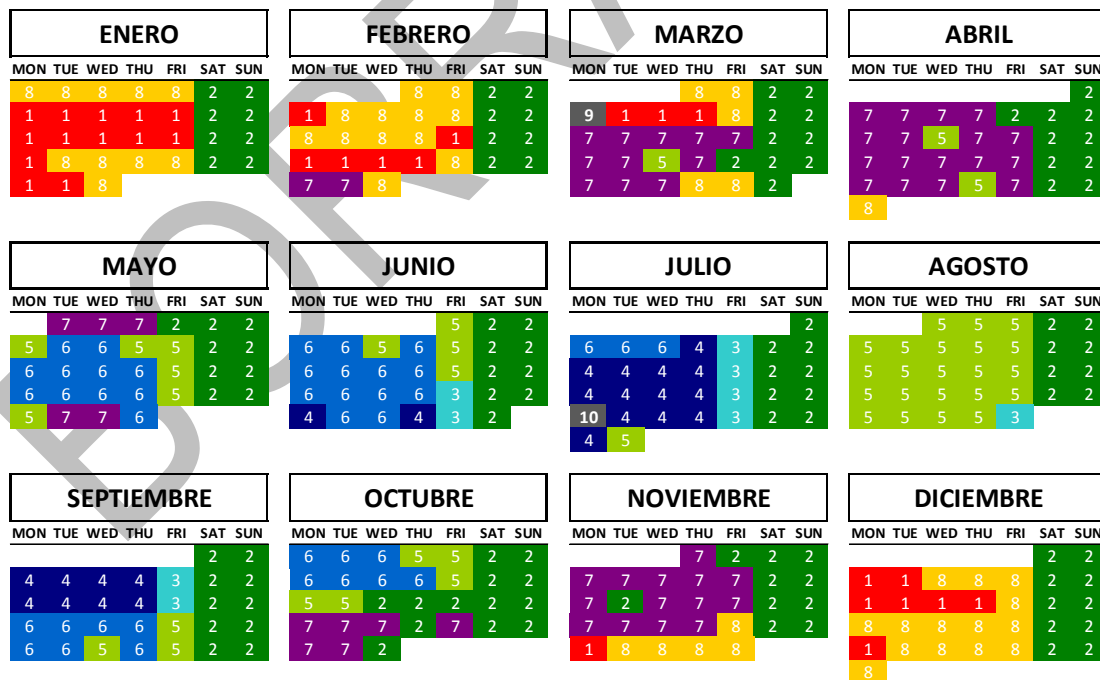 ENERO FEBRERO MARZO ABRIL
MON TUE WED THU FRI SAT SUN MON TUE WED THU FRI SAT SUN MON TUE WED THU FRI SAT SUN MON TUE WED THU FRI SAT SUN
8 8 8 8 8 2 2 8 8 2 2 8 8 2 2 2
1 1 1 1 1 2 2 1 8 8 8 8 2 2 9 1 1 1 8 2 2 7 7 7 7 2 2 2
1 1 1 1 1 2 2 8 8 8 8 1 2 2 7 7 7 7 7 2 2 7 7 5 7 7 2 2
1 8 8 8 8 2 2 1 1 1 1 8 2 2 7 7 5 7 2 2 2 7 7 7 7 7 2 2
1 1 8 7 7 8 7 7 7 8 8 2 7 7 7 5 7 2 2
8
MAYO JUNIO JULIO AGOSTO
MON TUE WED THU FRI SAT SUN MON TUE WED THU FRI SAT SUN MON TUE WED THU FRI SAT SUN MON TUE WED THU FRI SAT SUN
7 7 7 2 2 2 5 2 2 2 5 5 5 2 2
5 6 6 5 5 2 2 6 6 5 6 5 2 2 6 6 6 4 3 2 2 5 5 5 5 5 2 2
6 6 6 6 5 2 2 6 6 6 6 5 2 2 4 4 4 4 3 2 2 5 5 5 5 5 2 2
6 6 6 6 5 2 2 6 6 6 6 3 2 2 4 4 4 4 3 2 2 5 5 5 5 5 2 2
5 7 7 6 4 6 6 4 3 2 10 4 4 4 3 2 2 5 5 5 5 3
4 5
SEPTIEMBRE OCTUBRE NOVIEMBRE DICIEMBRE
MON TUE WED THU FRI SAT SUN MON TUE WED THU FRI SAT SUN MON TUE WED THU FRI SAT SUN MON TUE WED THU FRI SAT SUN
2 2 6 6 6 5 5 2 2 7 2 2 2 2 2
4 4 4 4 3 2 2 6 6 6 6 5 2 2 7 7 7 7 7 2 2 1 1 8 8 8 2 2
4 4 4 4 3 2 2 5 5 2 2 2 2 2 7 2 7 7 7 2 2 1 1 1 1 8 2 2
6 6 6 6 5 2 2 7 7 7 2 7 2 2 7 7 7 7 8 2 2 8 8 8 8 8 2 2
6 6 5 6 5 2 2 7 7 2 1 8 8 8 8 1 8 8 8 8 2 2
8